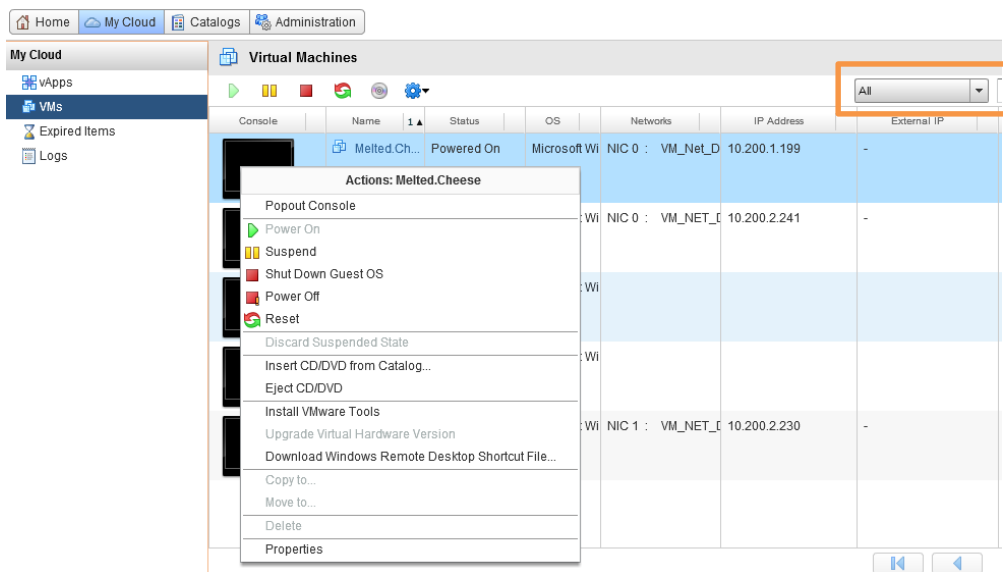 Home My Cloud Catalogs Administration
My Cloud
vApps
VMs
Expired Items
Logs
Virtual Machines
All
Console Name 1 Status OS Networks IP Address External IP
Melted.Ch... Powered On Microsoft Wi NIC 0 : VM_Net_D 10.200.1.199 -
Wi NIC 0 : VM_NET_D 10.200.2.241 -
Wi
Wi
Wi NIC 1 : VM_NET_D 10.200.2.230 -
Actions: Melted.Cheese
Popout Console
Power On
Suspend
Shut Down Guest OS
Power Off
Reset
Discard Suspended State
Insert CD/DVD from Catalog...
Eject CD/DVD
Install VMware Tools
Upgrade Virtual Hardware Version
Download Windows Remote Desktop Shortcut File...
Copy to...
Move to...
Delete
Properties